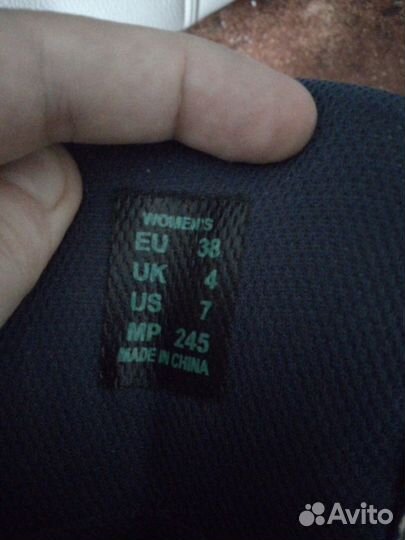 WOMEN'S
EU 38
UK 4
US 7
MP 245
MADE IN CHINA
Avito